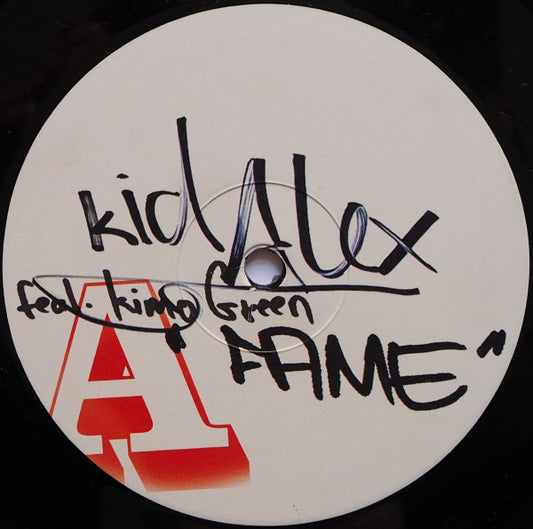 kid Alex
feat. kimo Green
"FAME"
A